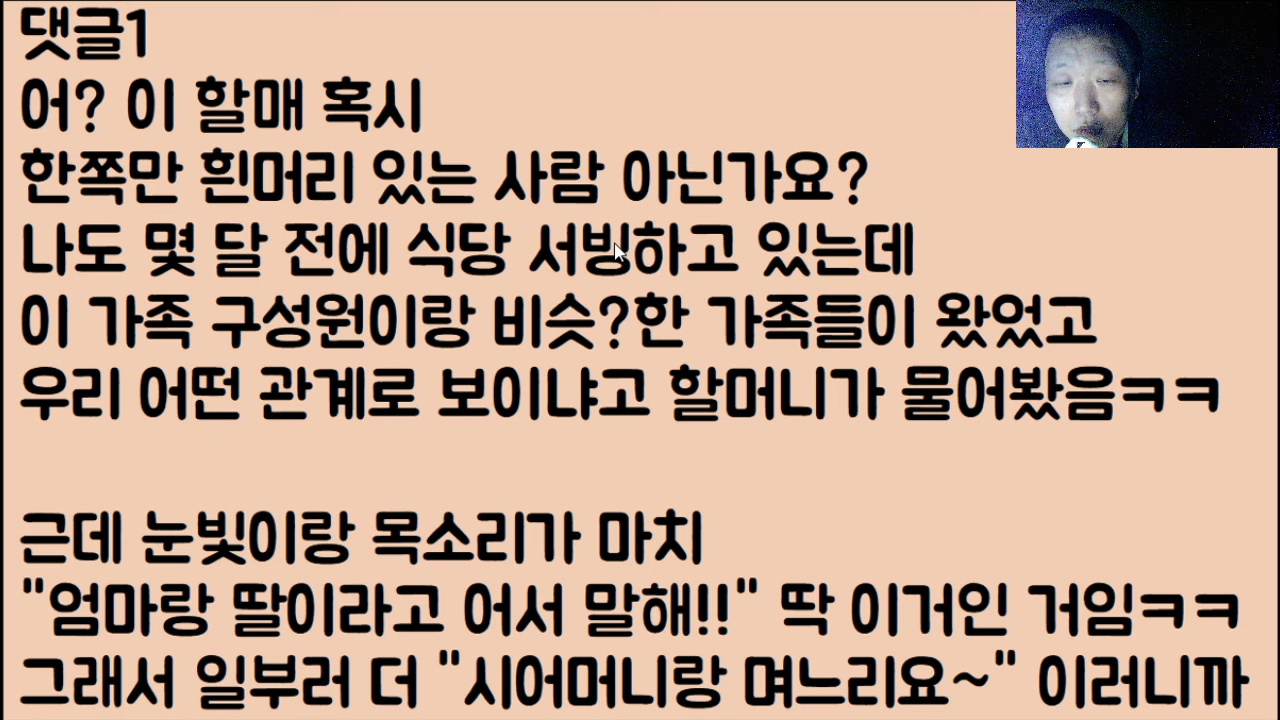 댓글1
어? 이 할매 혹시
한쪽만 흰머리 있는 사람 아닌가요?
나도 몇 달 전에 식당 서빙하고 있는데
이 가족 구성원이랑 비슷?한 가족들이 왔었고
우리 어떤 관계로 보이냐고 할머니가 물어봤음ㅋㅋ
근데 눈빛이랑 목소리가 마치
"엄마랑 딸이라고 어서 말해!!" 딱 이거인 거임ㅋㅋ
그래서 일부러 더 "시어머니랑 며느리요~" 이러니까